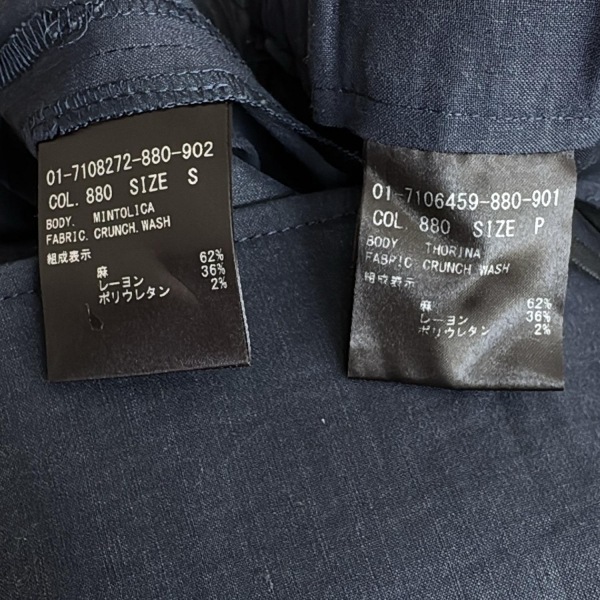 01-7108272-880-902
COL. 880 SIZE S
BODY. MINTOLICA
FABRIC. CRUNCH.WASH
組成表示
麻 62%
レーヨン 36%
ポリウレタン 2%
01-7106459-880-901
COL. 880 SIZE P
BODY THORINA
FABRIC CRUNCH.WASH
組成表示
麻 62%
レーヨン 36%
ポリウレタン 2%